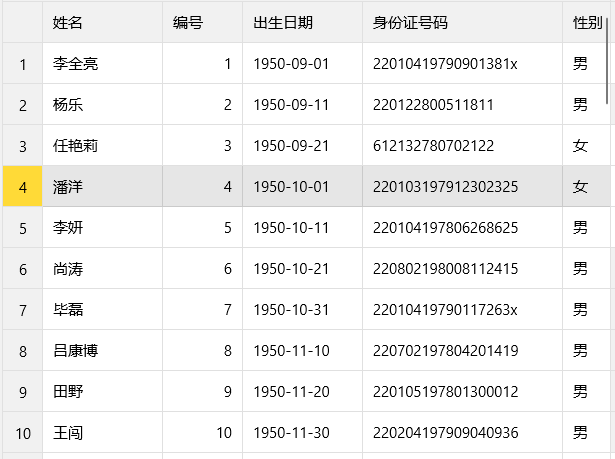 姓名 编号 出生日期 身份证号码 性别
1 李全亮 1 1950-09-01 22010419790901381x 男
2 杨乐 2 1950-09-11 220122800511811 男
3 任艳莉 3 1950-09-21 612132780702122 女
4 潘洋 4 1950-10-01 220103197912302325 女
5 李妍 5 1950-10-11 220104197806268625 男
6 尚涛 6 1950-10-21 220802198008112415 男
7 毕磊 7 1950-10-31 22010419790117263x 男
8 吕康博 8 1950-11-10 220702197804201419 男
9 田野 9 1950-11-20 220105197801300012 男
10 王闯 10 1950-11-30 220204197909040936 男